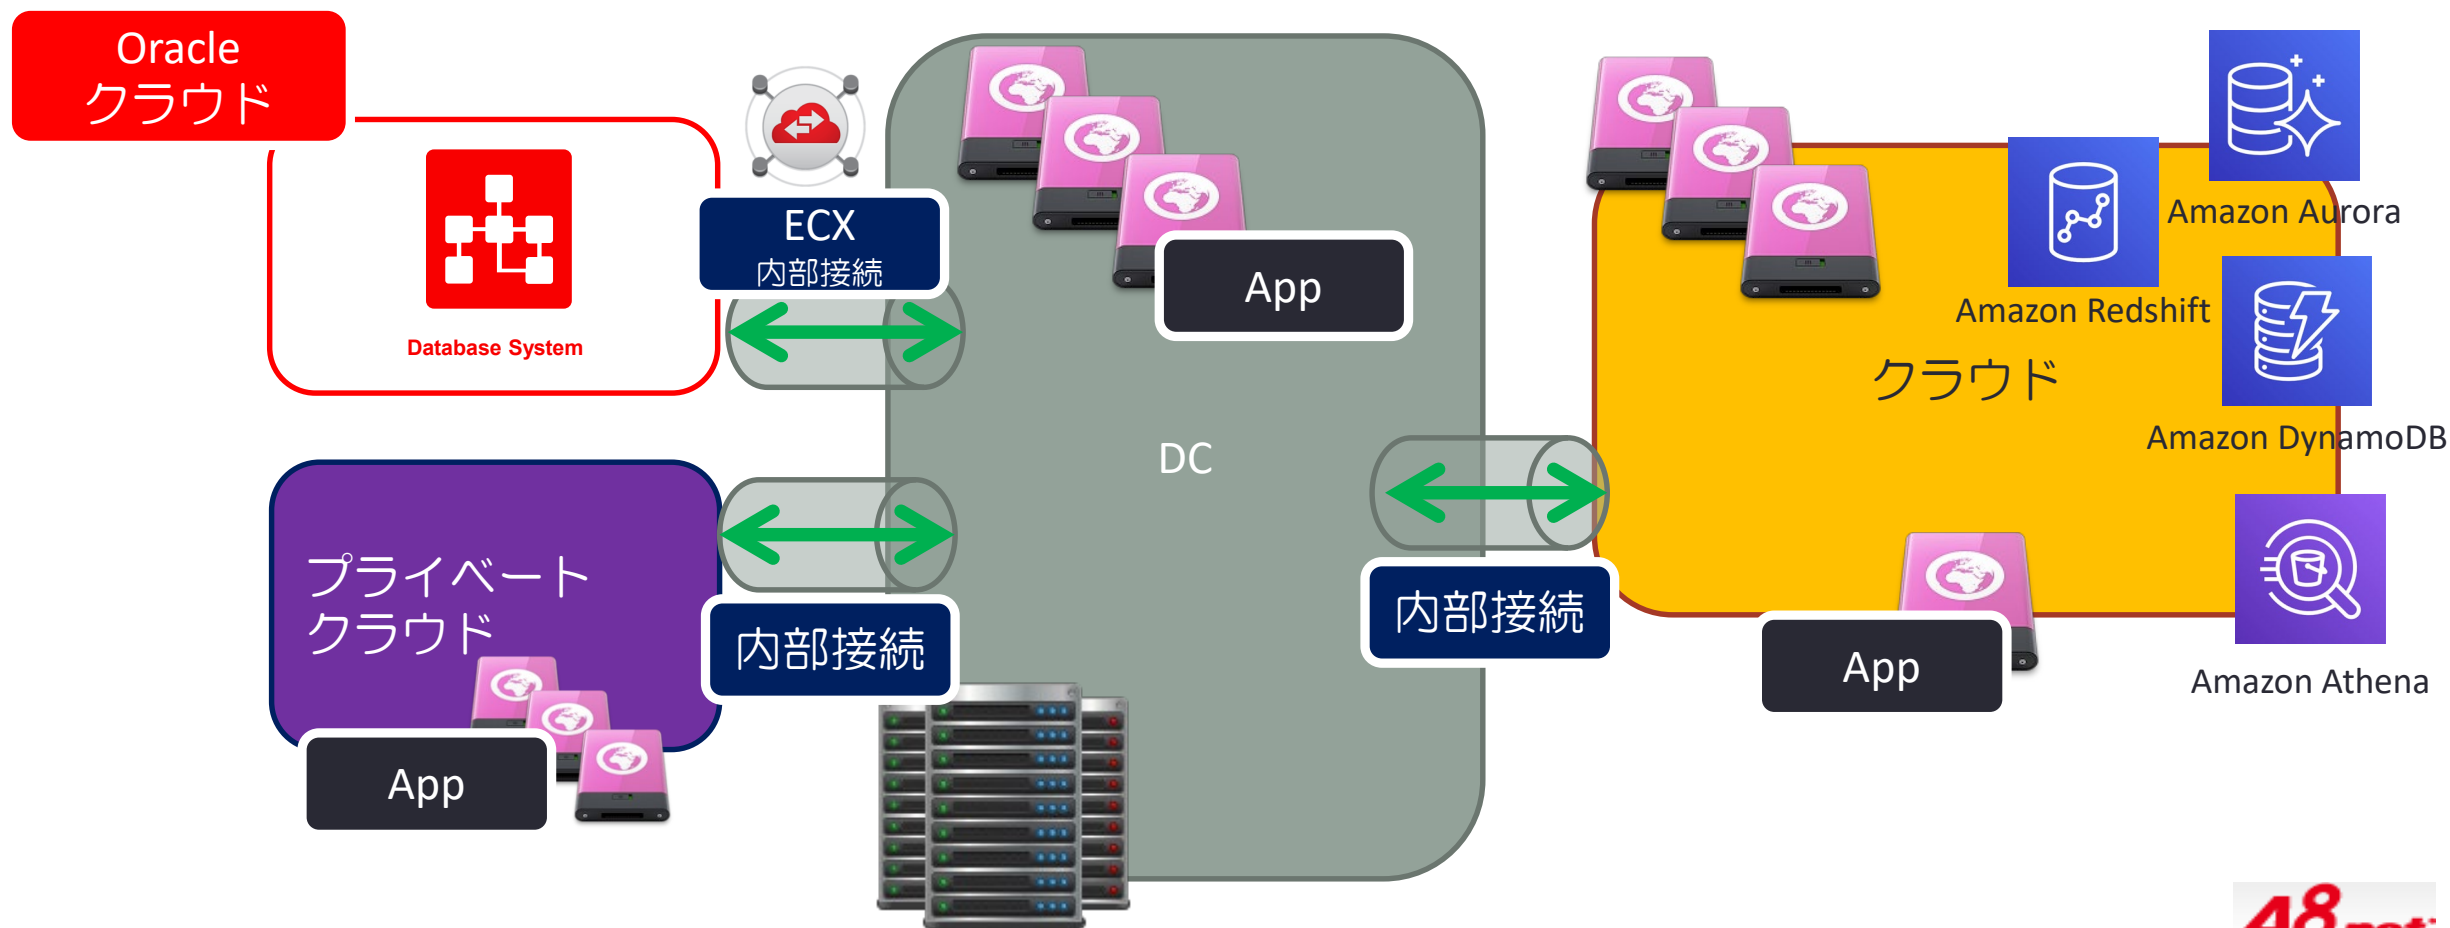 Oracle
クラウド
Database System
ECX
内部接続
App
DC
プライベート
クラウド
App
内部接続
内部接続
クラウド
Amazon Aurora
Amazon Redshift
Amazon DynamoDB
Amazon Athena
App